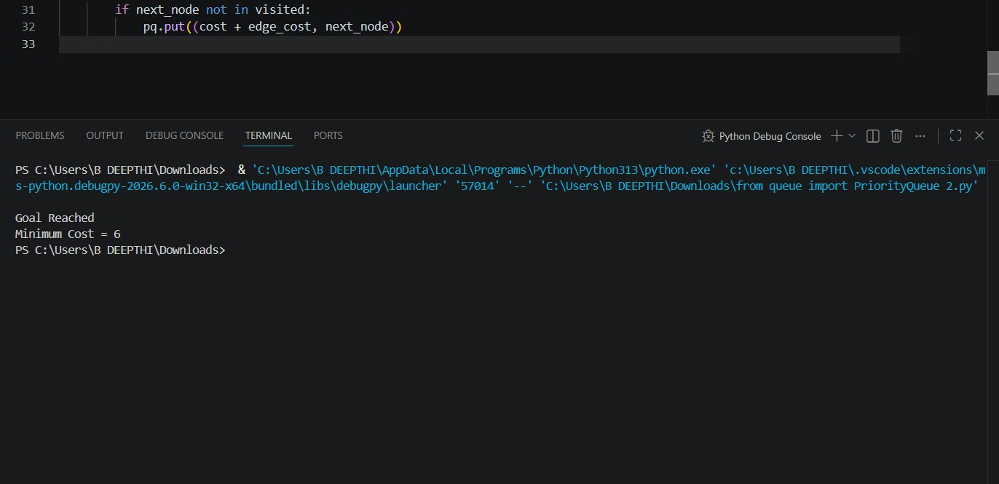 31 if next_node not in visited:
32 pq.put((cost + edge_cost, next_node))
33
PROBLEMS OUTPUT DEBUG CONSOLE TERMINAL PORTS Python Debug Console
PS C:\Users\B DEEPTHI\Downloads>  & 'C:\Users\B DEEPTHI\AppData\Local\Programs\Python\Python313\python.exe' 'c:\Users\B DEEPTHI\.vscode\extensions\m
s-python.debugpy-2026.6.0-win32-x64\bundled\libs\debugpy\launcher' '57014' '--' 'C:\Users\B DEEPTHI\Downloads\from queue import PriorityQueue 2.py'
Goal Reached
Minimum Cost = 6
PS C:\Users\B DEEPTHI\Downloads>